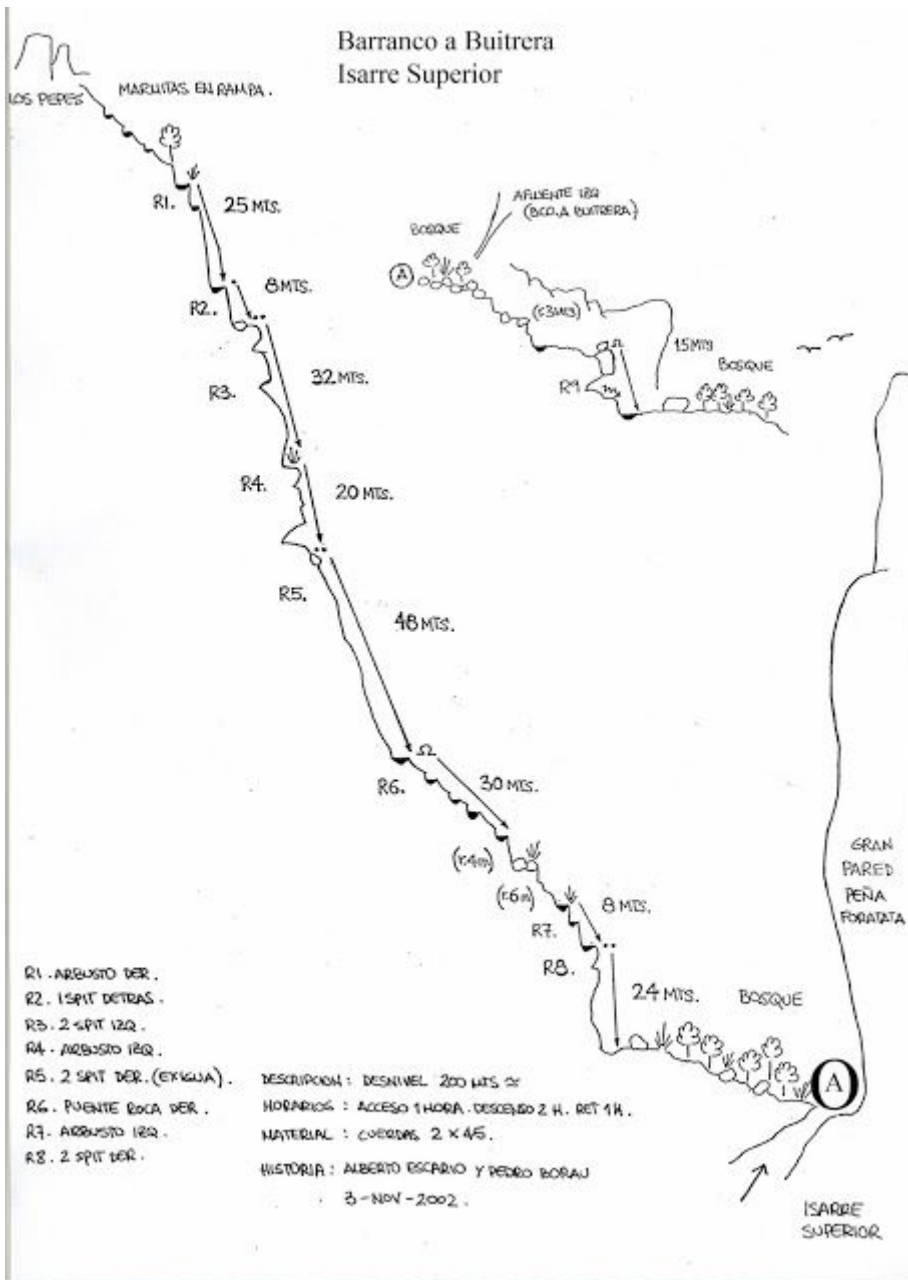 Barranco a Buitrera
Isarre Superior
LOS PEPES
MARMITAS EN RAMPA.
R1.
25 MTS.
R2.
8 MTS.
R3.
32 MTS.
R4.
20 MTS.
R5.
48 MTS.
R6.
30 MTS.
(r.4m)
(r.6m)
R7.
8 MTS.
R8.
24 MTS.
BOSQUE
A
ISARRE
SUPERIOR
GRAN
PARED
PEÑA
FORATATA
AFLUENTE IZQ
(BCO. A BUITRERA)
BOSQUE
A
(r.3MTS)
R9
15 MTS
BOSQUE
R1. ARBUSTO DER.
R2. 1 SPIT DETRAS.
R3. 2 SPIT IZQ.
R4. ARBUSTO IZQ.
R5. 2 SPIT DER. (EXIGUA).
R6. PUENTE ROCA DER.
R7. ARBUSTO IZQ.
R8. 2 SPIT DER.
DESCRIPCION: DESNIVEL 200 MTS ≃
HORARIOS: ACCESO 1 HORA. DESCENSO 2 H. RET 1 H.
MATERIAL: CUERDAS 2 X 45.
HISTORIA: ALBERTO ESCARIO Y PEDRO BORAU
3-NOV-2002.